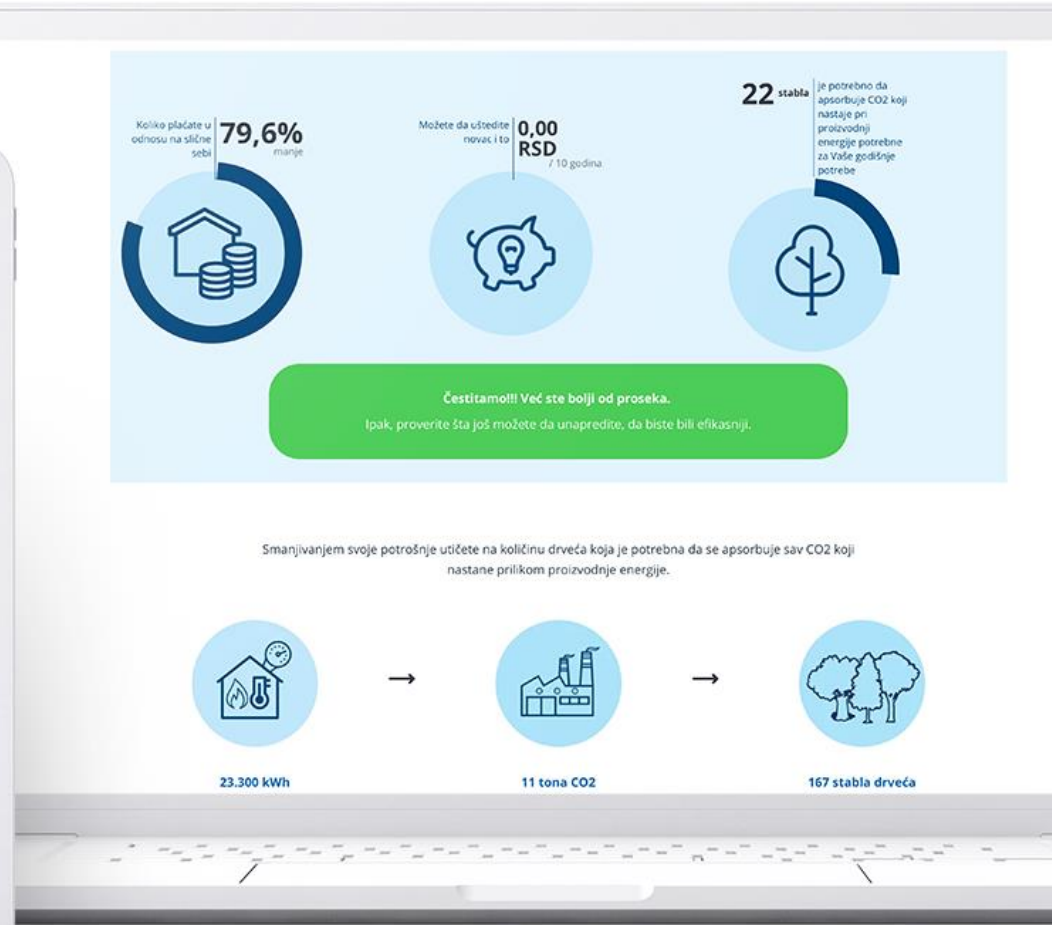 Koliko plaćate u
odnosu na slične
sebi
79,6%
manje
Možete da uštedite
novac i to
0,00
RSD
/ 10 godina
22 stabla
je potrebno da
apsorbuje CO2 koji
nastaje pri
proizvodnji
energije potrebne
za Vaše godišnje
potrebe
Čestitamo!!! Već ste bolji od proseka.
Ipak, proverite šta još možete da unapredite, da biste bili efikasniji.
Smanjivanjem svoje potrošnje utičete na količinu drveća koja je potrebna da se apsorbuje sav CO2 koji
nastane prilikom proizvodnje energije.
→ →
23.300 kWh
11 tona CO2
167 stabla drveća